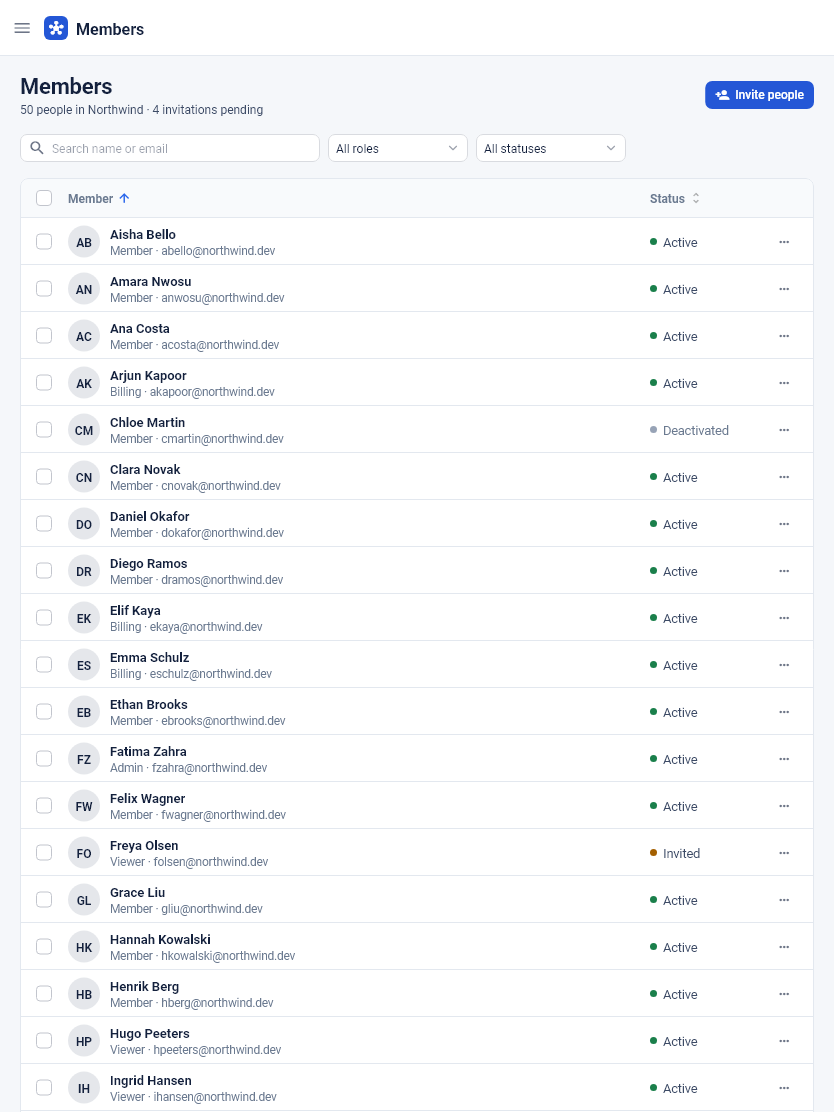 Members
Members
50 people in Northwind · 4 invitations pending
Invite people
Search name or email
All roles
All statuses
Member
Status
AB
Aisha Bello
Member · abello@northwind.dev
Active
AN
Amara Nwosu
Member · anwosu@northwind.dev
Active
AC
Ana Costa
Member · acosta@northwind.dev
Active
AK
Arjun Kapoor
Billing · akapoor@northwind.dev
Active
CM
Chloe Martin
Member · cmartin@northwind.dev
Deactivated
CN
Clara Novak
Member · cnovak@northwind.dev
Active
DO
Daniel Okafor
Member · dokafor@northwind.dev
Active
DR
Diego Ramos
Member · dramos@northwind.dev
Active
EK
Elif Kaya
Billing · ekaya@northwind.dev
Active
ES
Emma Schulz
Billing · eschulz@northwind.dev
Active
EB
Ethan Brooks
Member · ebrooks@northwind.dev
Active
FZ
Fatima Zahra
Admin · fzahra@northwind.dev
Active
FW
Felix Wagner
Member · fwagner@northwind.dev
Active
FO
Freya Olsen
Viewer · folsen@northwind.dev
Invited
GL
Grace Liu
Member · gliu@northwind.dev
Active
HK
Hannah Kowalski
Member · hkowalski@northwind.dev
Active
HB
Henrik Berg
Member · hberg@northwind.dev
Active
HP
Hugo Peeters
Viewer · hpeeters@northwind.dev
Active
IH
Ingrid Hansen
Viewer · ihansen@northwind.dev
Active